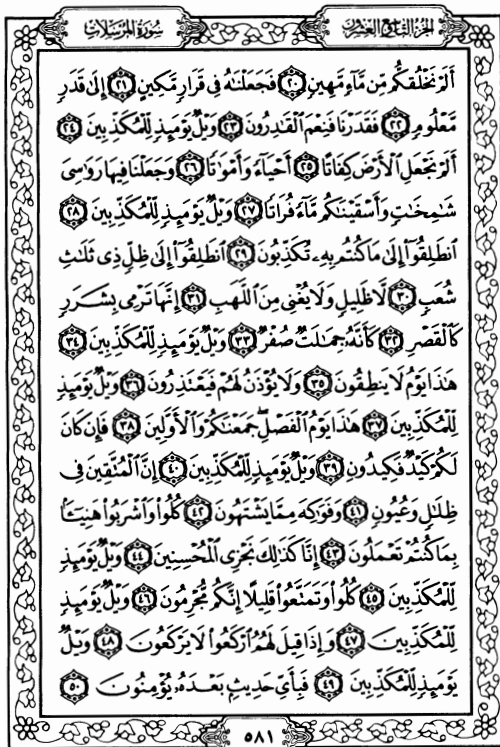 الجزء التاسع والعشرون
سورة المرسلات
أَلَمْ نَخْلُقكُّم مِّن مَّآءٍ مَّهِينٍ ٢٠ فَجَعَلْنَٰهُ فِى قَرَارٍ مَّكِينٍ ٢١ إِلَىٰ قَدَرٍ
مَّعْلُومٍ ٢٢ فَقَدَرْنَا فَنِعْمَ ٱلْقَٰدِرُونَ ٢٣ وَيْلٌ يَوْمَئِذٍ لِّلْمُكَذِّبِينَ ٢٤
أَلَمْ نَجْعَلِ ٱلْأَرْضَ كِفَاتًا ٢٥ أَحْيَآءً وَأَمْوَٰتًا ٢٦ وَجَعَلْنَا فِيهَا رَوَٰسِىَ
شَٰمِخَٰتٍ وَأَسْقَيْنَٰكُم مَّآءً فُرَاتًا ٢٧ وَيْلٌ يَوْمَئِذٍ لِّلْمُكَذِّبِينَ ٢٨
ٱنطَلِقُوٓا۟ إِلَىٰ مَا كُنتُم بِهِۦ تُكَذِّبُونَ ٢٩ ٱنطَلِقُوٓا۟ إِلَىٰ ظِلٍّ ذِى ثَلَٰثِ
شُعَبٍ ٣٠ لَّا ظَلِيلٍ وَلَا يُغْنِى مِنَ ٱللَّهَبِ ٣١ إِنَّهَا تَرْمِى بِشَرَرٍ
كَٱلْقَصْرِ ٣٢ كَأَنَّهُۥ جِمَٰلَتٌ صُفْرٌ ٣٣ وَيْلٌ يَوْمَئِذٍ لِّلْمُكَذِّبِينَ ٣٤
هَٰذَا يَوْمُ لَا يَنطِقُونَ ٣٥ وَلَا يُؤْذَنُ لَهُمْ فَيَعْتَذِرُونَ ٣٦ وَيْلٌ يَوْمَئِذٍ
لِّلْمُكَذِّبِينَ ٣٧ هَٰذَا يَوْمُ ٱلْفَصْلِ ۖ جَمَعْنَٰكُمْ وَٱلْأَوَّلِينَ ٣٨ فَإِن كَانَ
لَكُمْ كَيْدٌ فَكِيدُونِ ٣٩ وَيْلٌ يَوْمَئِذٍ لِّلْمُكَذِّبِينَ ٤٠ إِنَّ ٱلْمُتَّقِينَ فِى
ظِلَٰلٍ وَعُيُونٍ ٤١ وَفَوَٰكِهَ مِمَّا يَشْتَهُونَ ٤٢ كُلُوا۟ وَٱشْرَبُوا۟ هَنِيٓـًٔا
بِمَا كُنتُمْ تَعْمَلُونَ ٤٣ إِنَّا كَذَٰلِكَ نَجْزِى ٱلْمُحْسِنِينَ ٤٤ وَيْلٌ يَوْمَئِذٍ
لِّلْمُكَذِّبِينَ ٤٥ كُلُوا۟ وَتَمَتَّعُوا۟ قَلِيلًا إِنَّكُم مُّجْرِمُونَ ٤٦ وَيْلٌ يَوْمَئِذٍ
لِّلْمُكَذِّبِينَ ٤٧ وَإِذَا قِيلَ لَهُمُ ٱرْكَعُوا۟ لَا يَرْكَعُونَ ٤٨ وَيْلٌ
يَوْمَئِذٍ لِّلْمُكَذِّبِينَ ٤٩ فَبِأَىِّ حَدِيثٍۭ بَعْدَهُۥ يُؤْمِنُونَ ٥٠
٥٨١